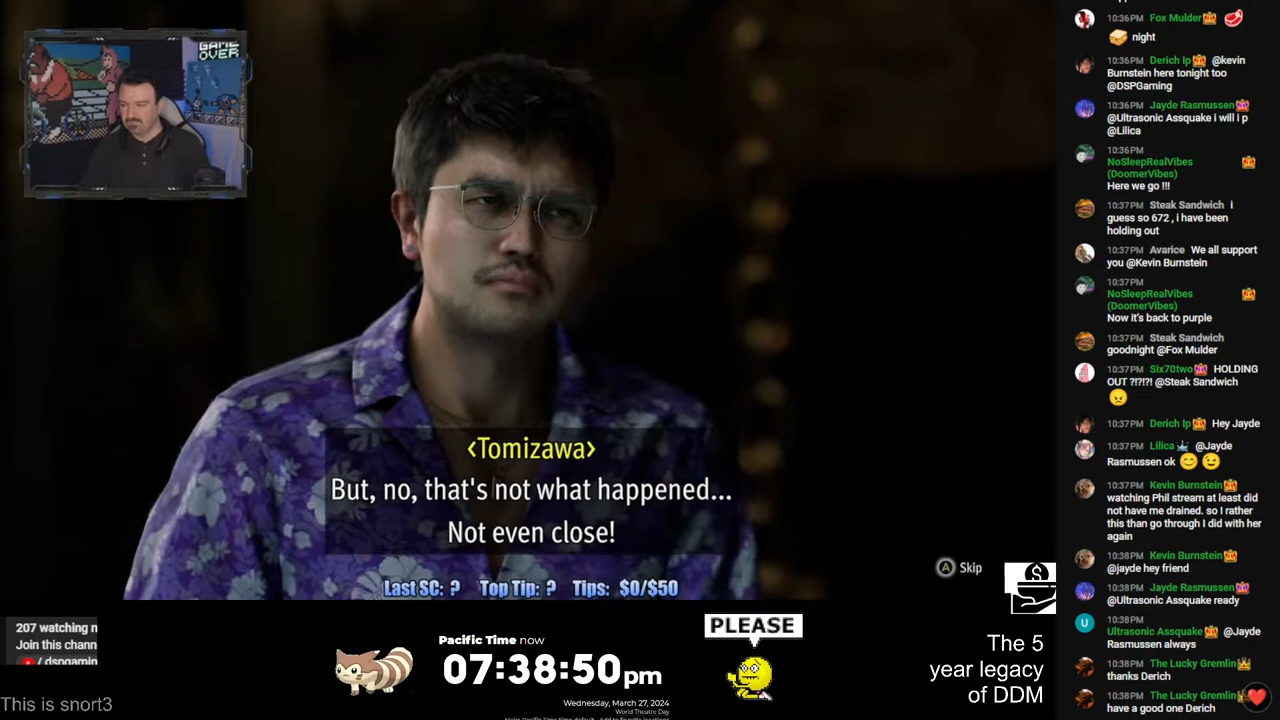 GAME
OVER
<Tomizawa>
But, no, that's not what happened...
Not even close!
A Skip
Last SC: ? Top Tip: ? Tips: $0/$50
207 watching n
Join this chann
/ dspgamin
This is snort3
Pacific Time now
07:38:50pm
Wednesday, March 27, 2024
World Theatre Day
PLEASE
The 5
year legacy
of DDM
10:36PM Fox Mulder
night
10:36PM Derich Ip @kevin
Burnstein here tonight too
@DSPGaming
10:36PM Jayde Rasmussen
@Ultrasonic Assquake i will i p
@Lilica
10:36PM
NoSleepRealVibes
(DoomerVibes)
Here we go !!!
10:37PM Steak Sandwich i
guess so 672 , i have been
holding out
10:37PM Avarice We all support
you @Kevin Burnstein
10:37PM
NoSleepRealVibes
(DoomerVibes)
Now it's back to purple
10:37PM Steak Sandwich
goodnight @Fox Mulder
10:37PM Six70two HOLDING
OUT ?!?!?! @Steak Sandwich
10:37PM Derich Ip Hey Jayde
10:37PM Lilica @Jayde
Rasmussen ok
10:37PM Kevin Burnstein
watching Phil stream at least did
not have me drained. so I rather
this than go through I did with her
again
10:38PM Kevin Burnstein
@jayde hey friend
10:38PM Jayde Rasmussen
@Ultrasonic Assquake ready
U 10:38PM
Ultrasonic Assquake @Jayde
Rasmussen always
10:38PM The Lucky Gremlin
thanks Derich
10:38PM The Lucky Gremlin
have a good one Derich